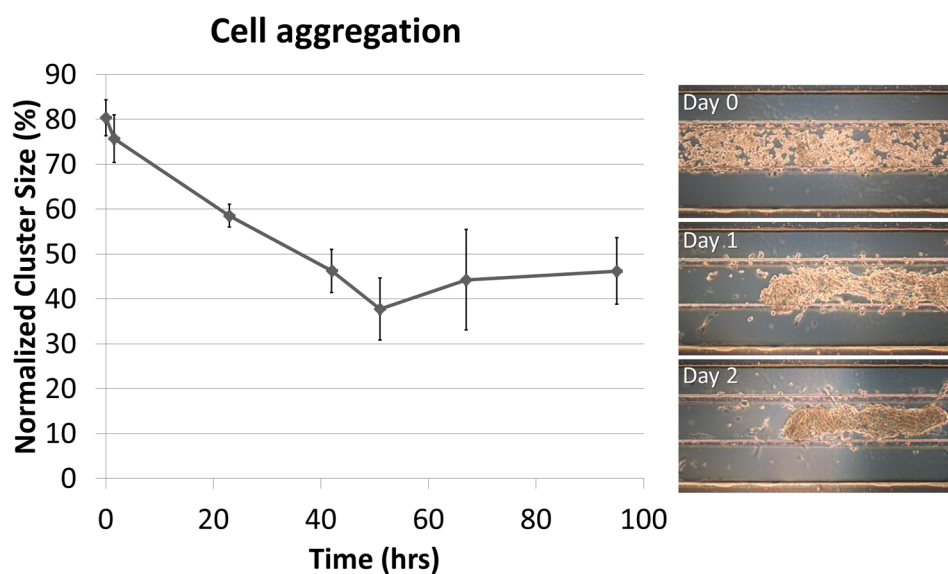 Cell aggregation
Normalized Cluster Size (%)
90
80
70
60
50
40
30
20
10
0
0 20 40 60 80 100
Time (hrs)
Day 0
Day 1
Day 2